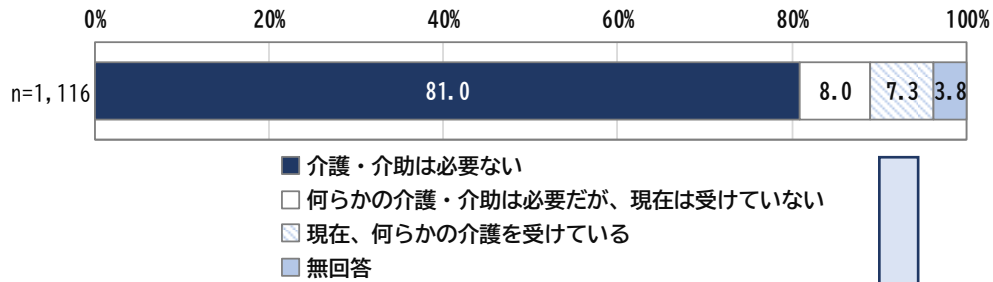 0% 20% 40% 60% 80% 100%
n=1,116 81.0 8.0 7.3 3.8
介護・介助は必要ない
何らかの介護・介助は必要だが、現在は受けていない
現在、何らかの介護を受けている
無回答